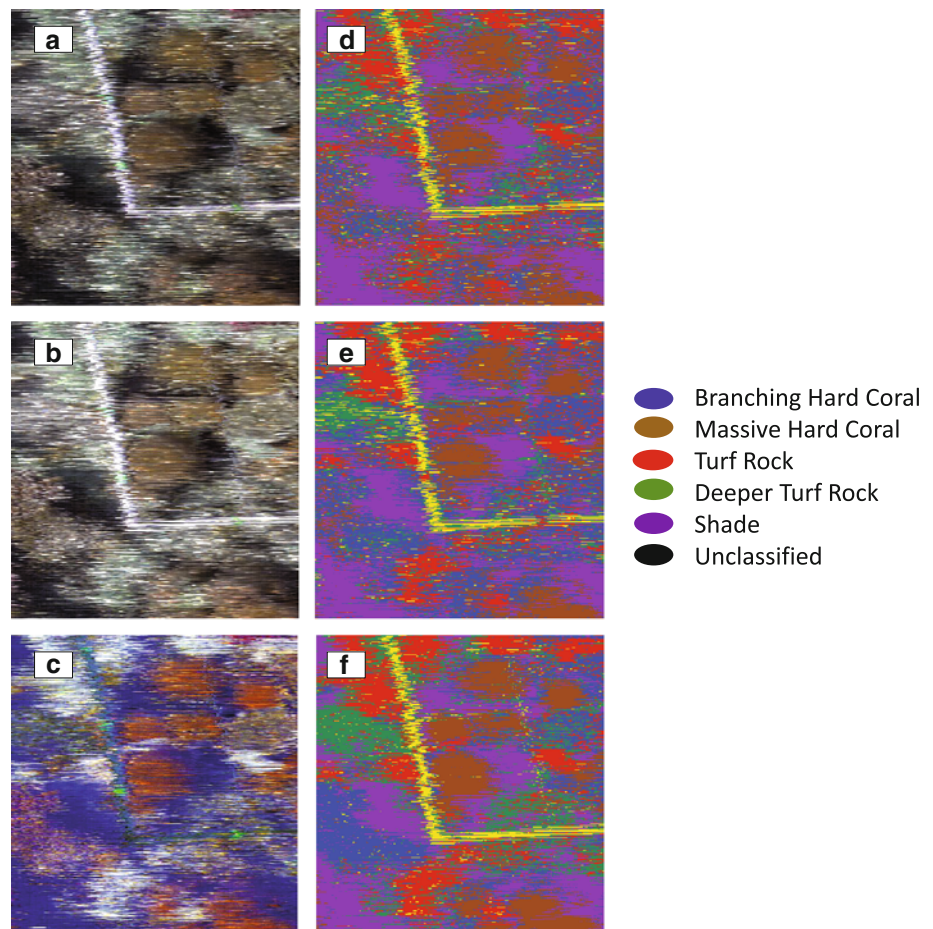 a
d
b
e
c
f
Branching Hard Coral
Massive Hard Coral
Turf Rock
Deeper Turf Rock
Shade
Unclassified